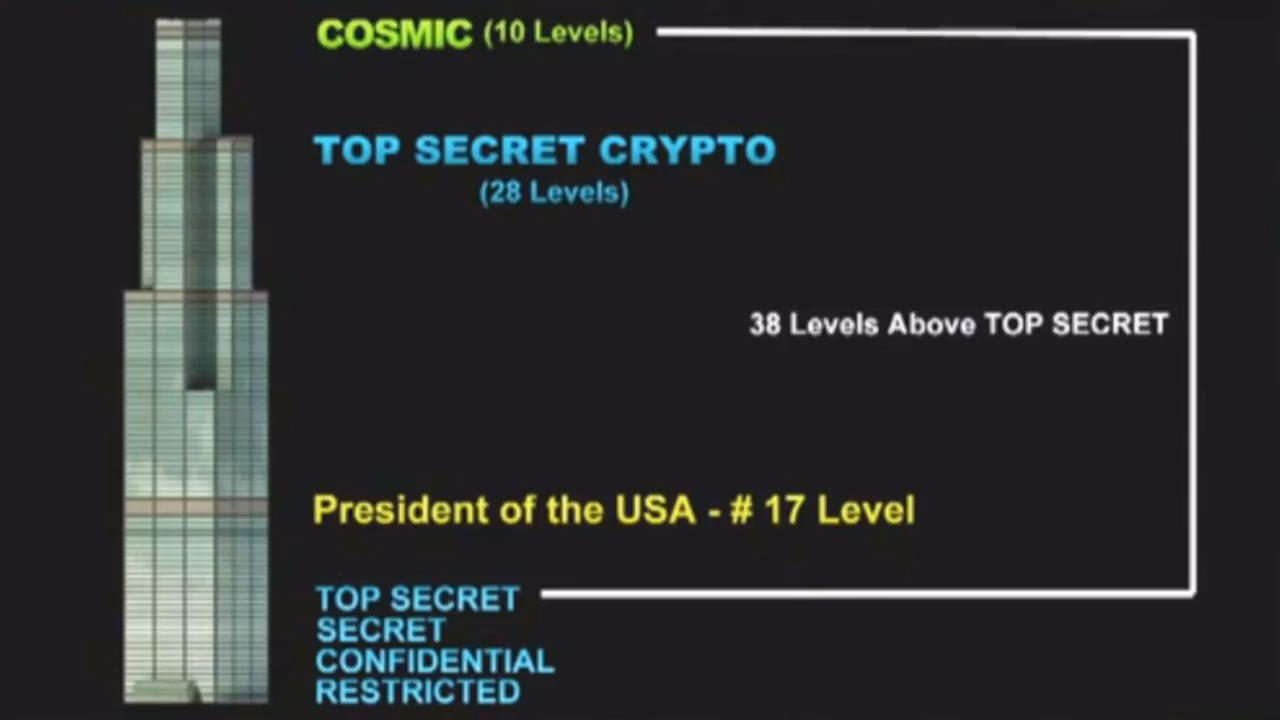 COSMIC (10 Levels)
TOP SECRET CRYPTO
(28 Levels)
38 Levels Above TOP SECRET
President of the USA - # 17 Level
TOP SECRET
SECRET
CONFIDENTIAL
RESTRICTED